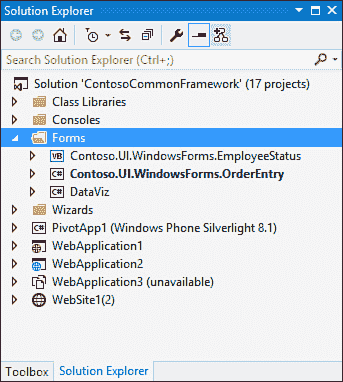 Solution Explorer
Search Solution Explorer (Ctrl+;)
Solution 'ContosoCommonFramework' (17 projects)
Class Libraries
Consoles
Forms
VB Contoso.UI.WindowsForms.EmployeeStatus
C# Contoso.UI.WindowsForms.OrderEntry
C# DataViz
Wizards
C# PivotApp1 (Windows Phone Silverlight 8.1)
WebApplication1
WebApplication2
WebApplication3 (unavailable)
WebSite1(2)
Toolbox Solution Explorer